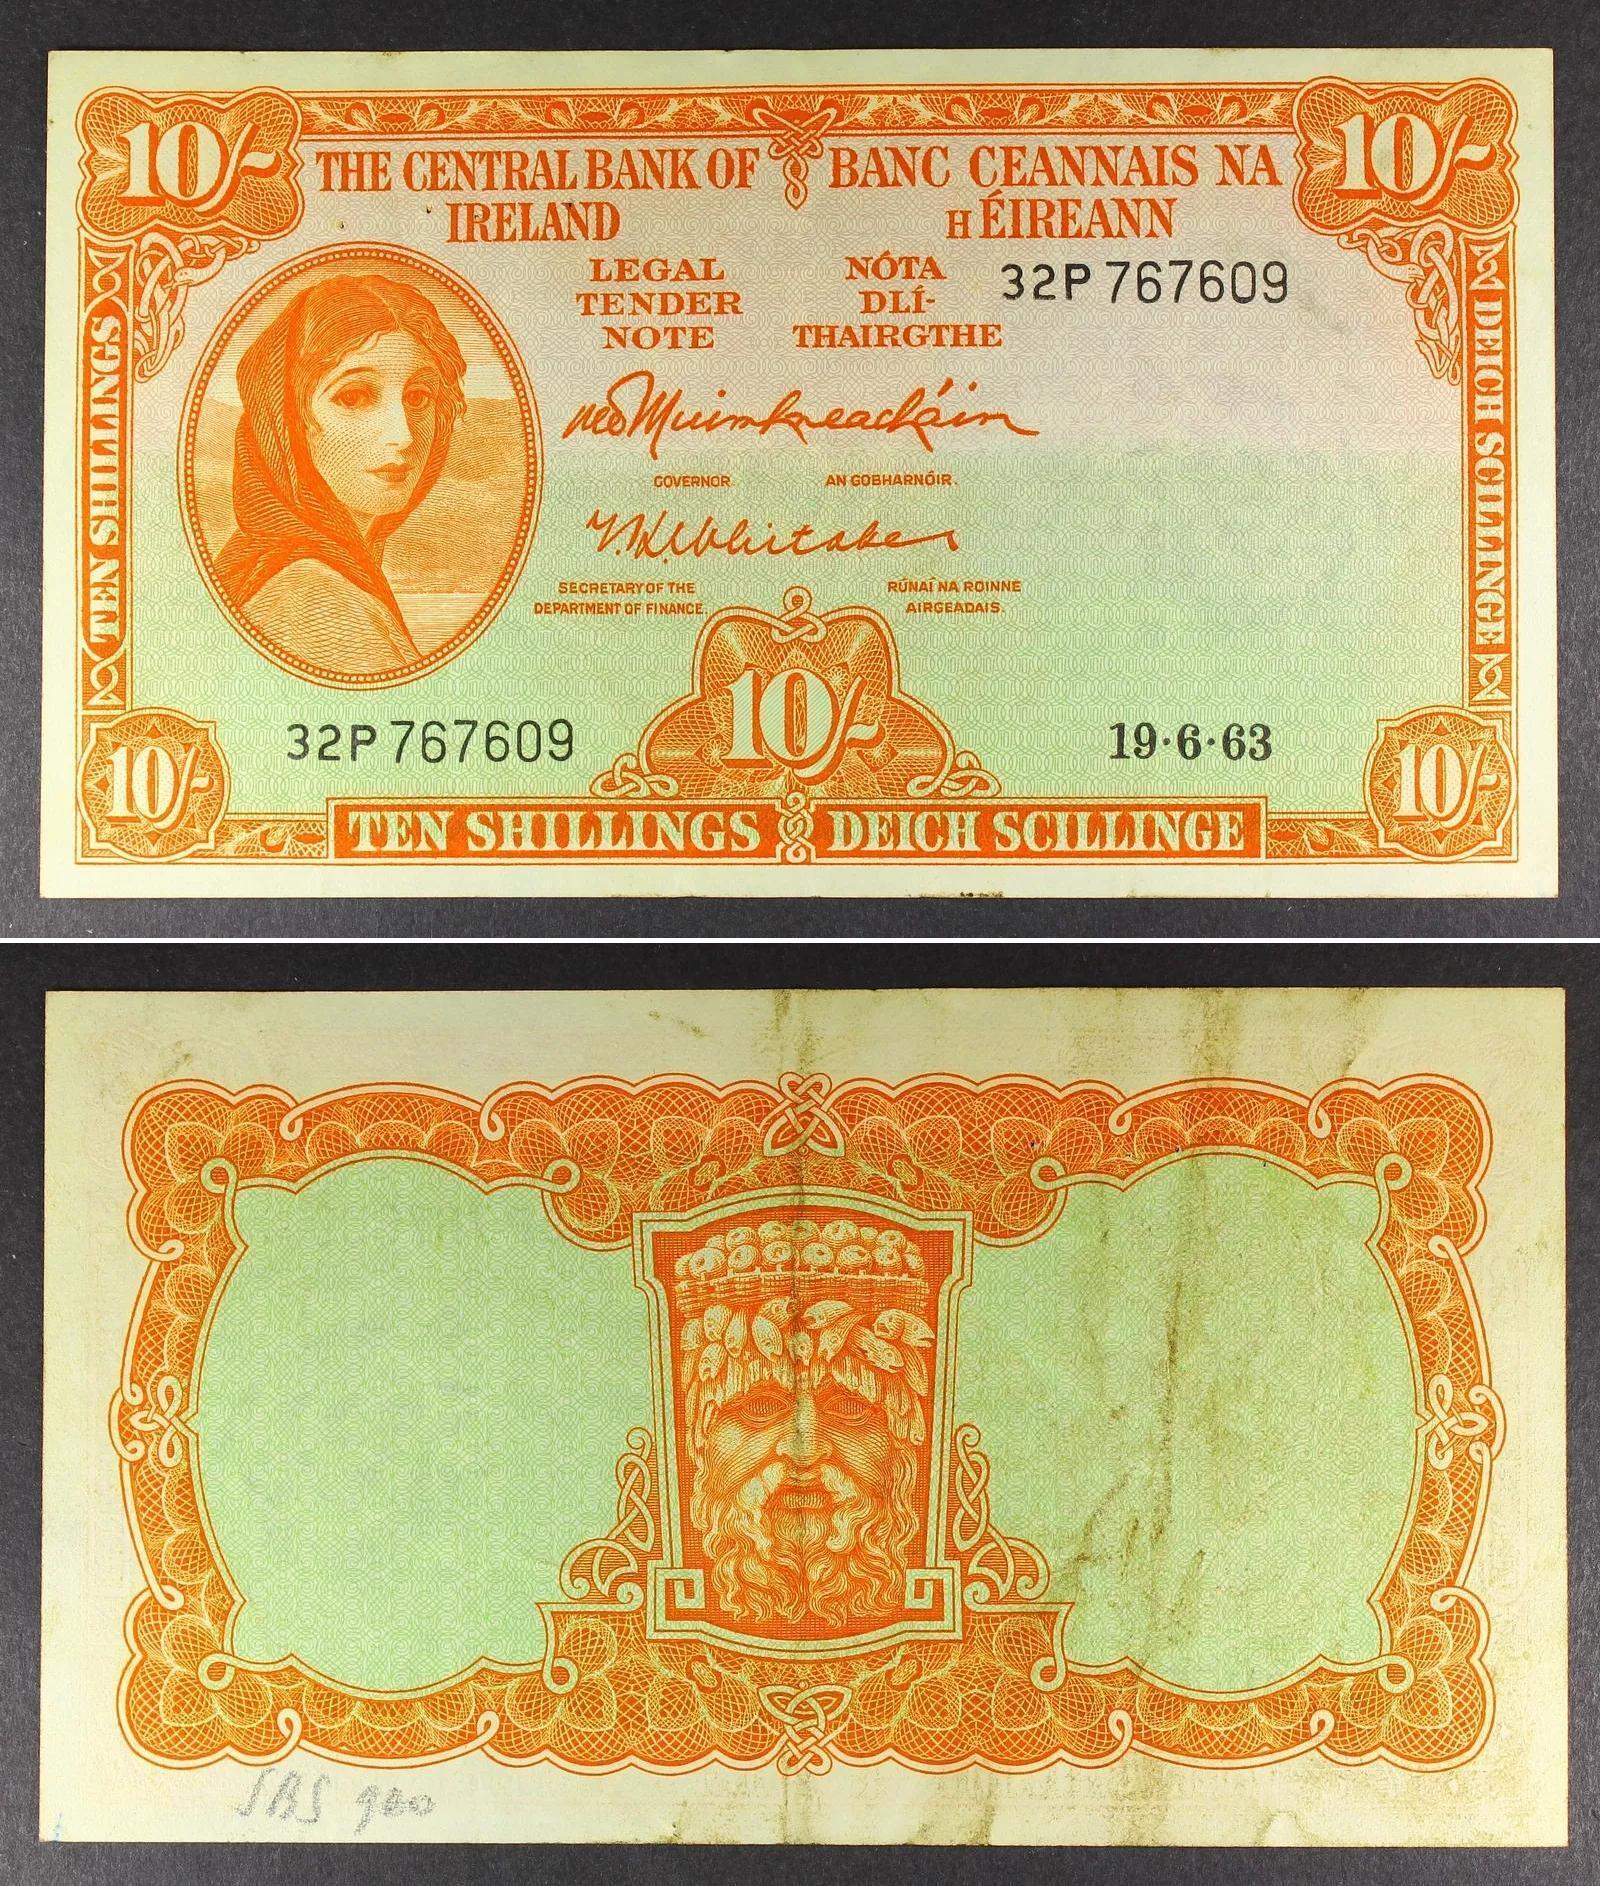 10/-
10/-
THE CENTRAL BANK OF IRELAND
BANC CEANNAIS NA hÉIREANN
LEGAL
TENDER
NOTE
NÓTA
DLÍ-
THAIRGTHE
32P 767609
TEN SHILLINGS
DEICH SCILLINGE
GOVERNOR
AN GOBHARNÓIR.
T.K. Whitaker
SECRETARY OF THE
DEPARTMENT OF FINANCE.
RÚNAÍ NA ROINNE
AIRGEADAIS.
32P 767609
10/-
19·6·63
10/-
10/-
TEN SHILLINGS
DEICH SCILLINGE